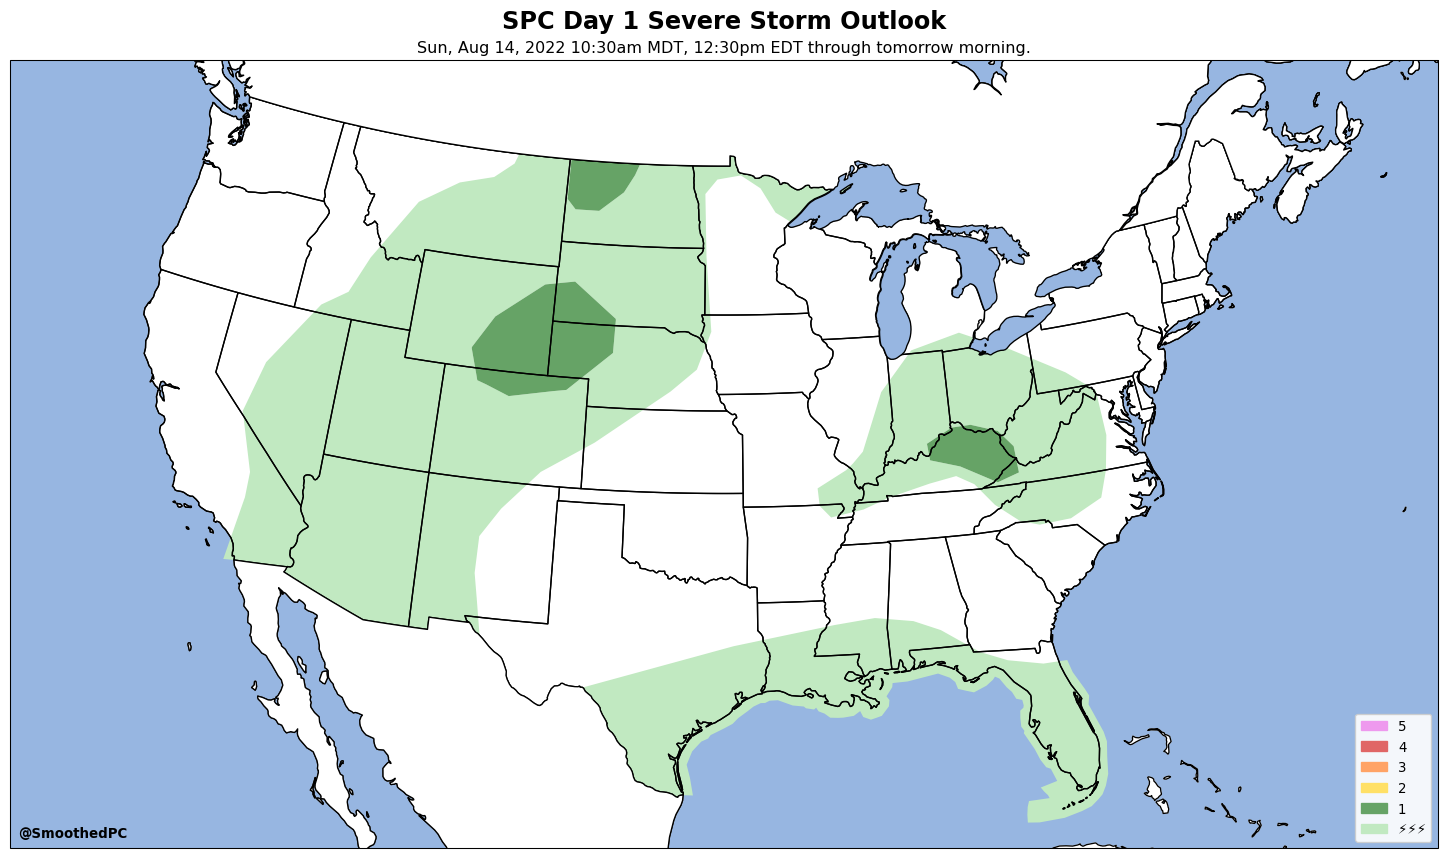 SPC Day 1 Severe Storm Outlook
Sun, Aug 14, 2022 10:30am MDT, 12:30pm EDT through tomorrow morning.
5
4
3
2
1
⚡⚡⚡
@SmoothedPC